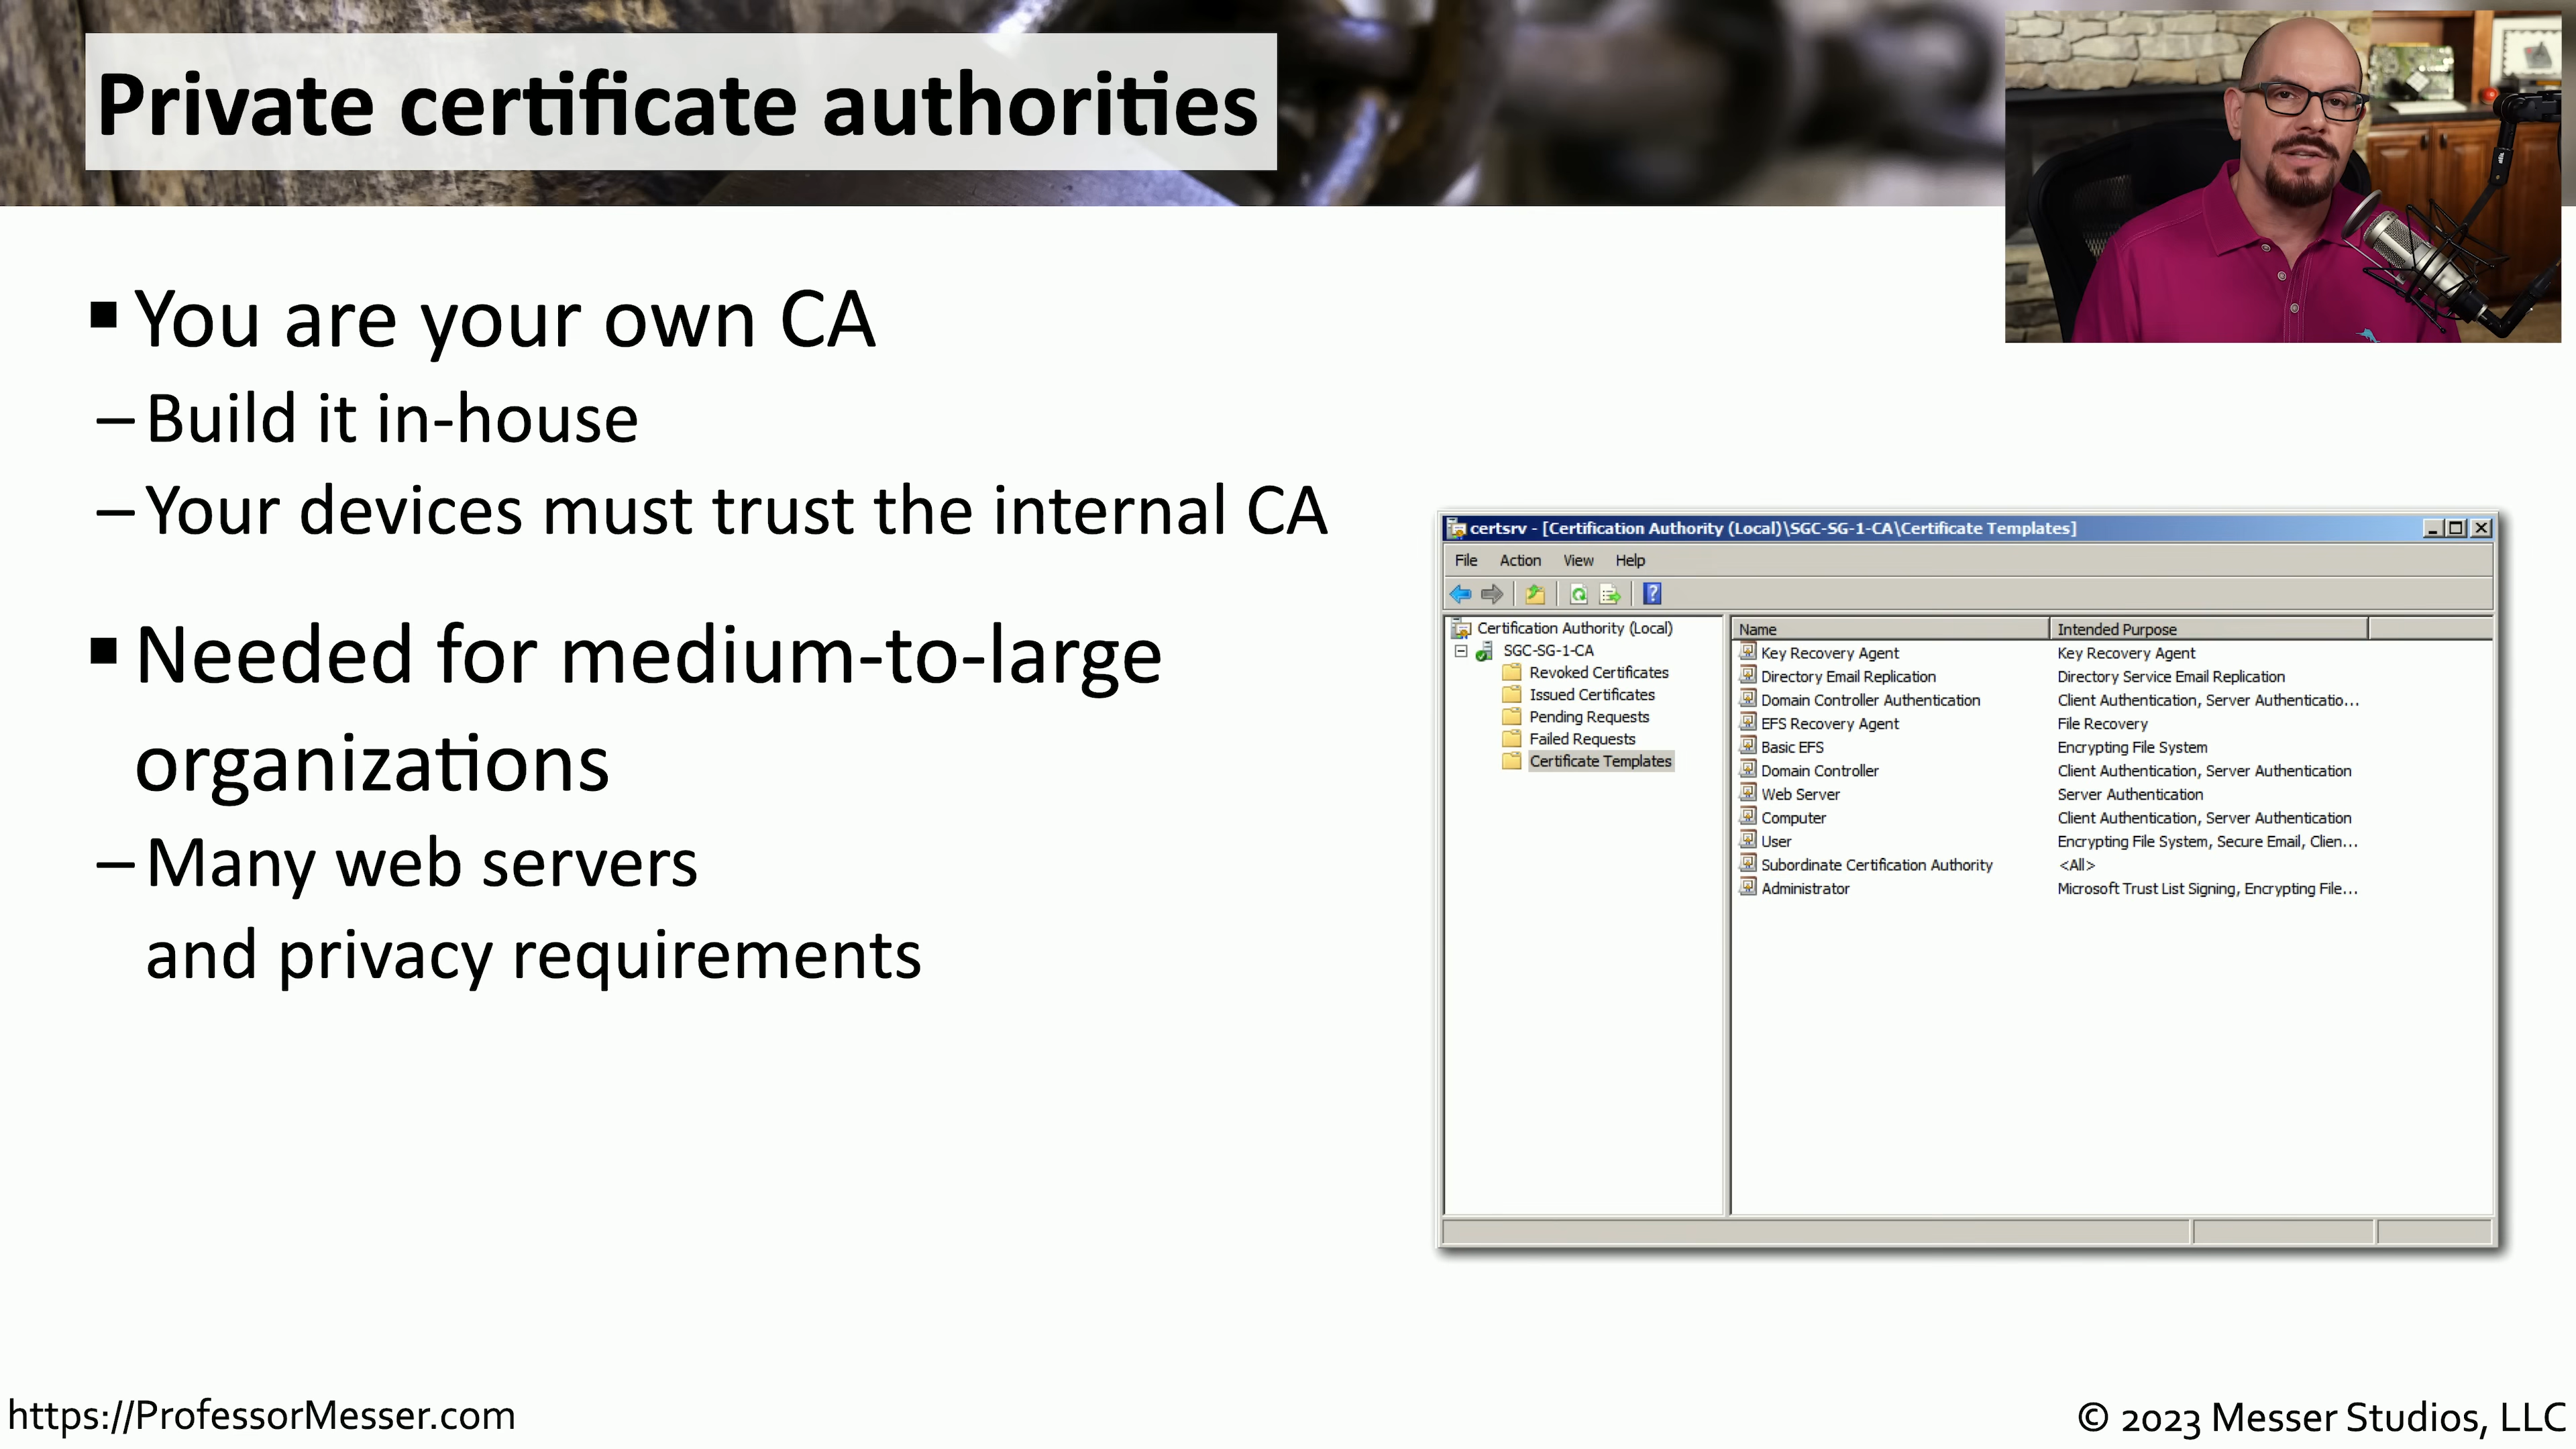 Private certificate authorities
▪ You are your own CA
– Build it in-house
– Your devices must trust the internal CA
▪ Needed for medium-to-large
organizations
– Many web servers
and privacy requirements
certsrv - [Certification Authority (Local)\SGC-SG-1-CA\Certificate Templates]
File Action View Help
Certification Authority (Local)
SGC-SG-1-CA
Revoked Certificates
Issued Certificates
Pending Requests
Failed Requests
Certificate Templates
Name Intended Purpose
Key Recovery Agent Key Recovery Agent
Directory Email Replication Directory Service Email Replication
Domain Controller Authentication Client Authentication, Server Authenticatio...
EFS Recovery Agent File Recovery
Basic EFS Encrypting File System
Domain Controller Client Authentication, Server Authentication
Web Server Server Authentication
Computer Client Authentication, Server Authentication
User Encrypting File System, Secure Email, Clien...
Subordinate Certification Authority <All>
Administrator Microsoft Trust List Signing, Encrypting File...
https://ProfessorMesser.com
© 2023 Messer Studios, LLC